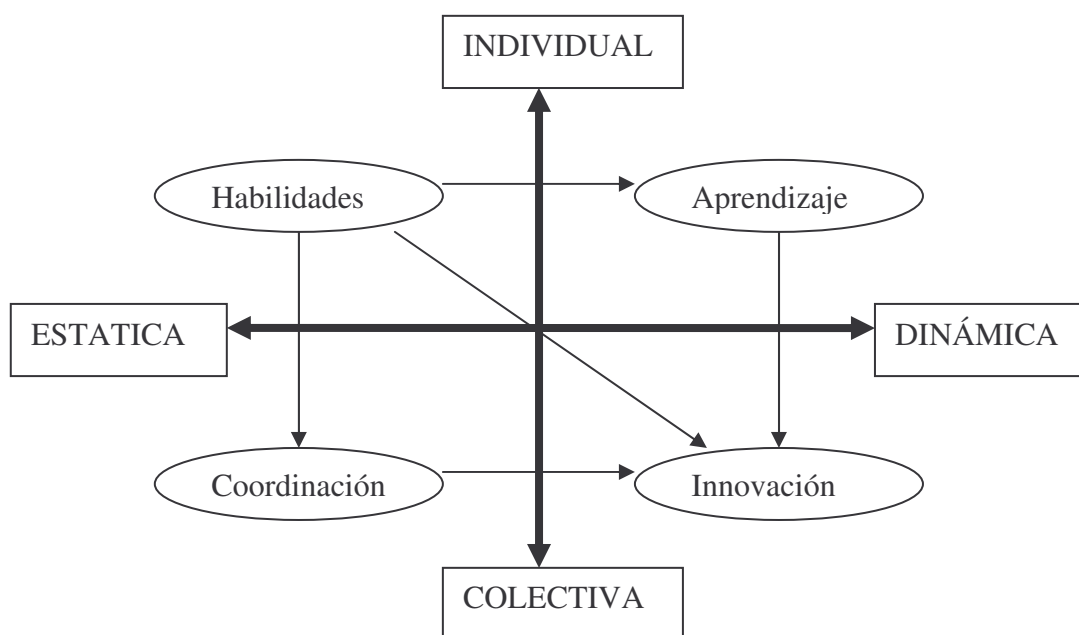 INDIVIDUAL
Habilidades
Aprendizaje
ESTATICA
DINÁMICA
Coordinación
Innovación
COLECTIVA